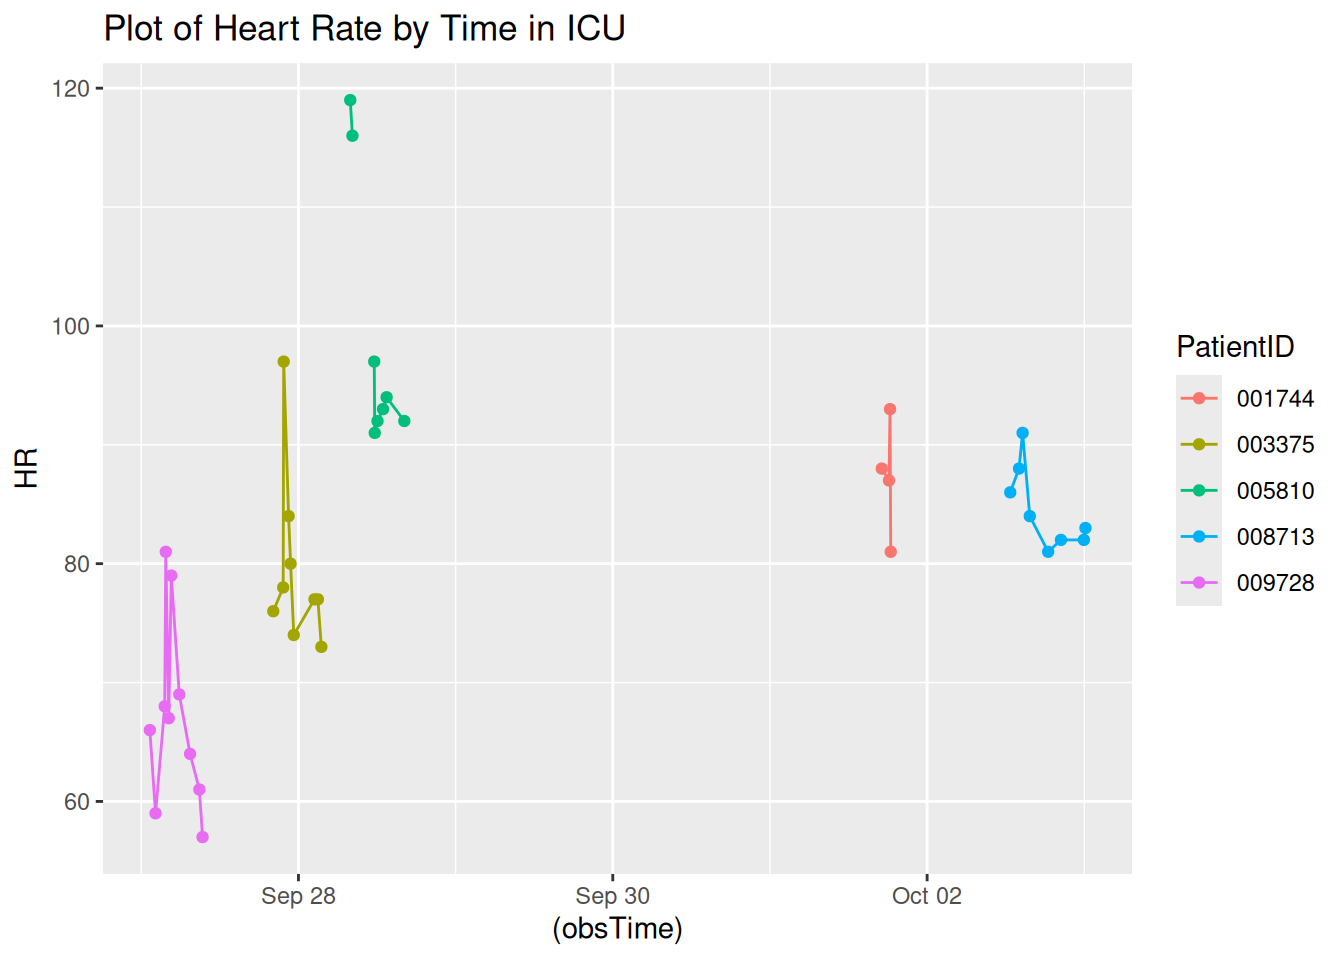 Plot of Heart Rate by Time in ICU
120
100
80
60
HR
Sep 28
Sep 30
Oct 02
(obsTime)
PatientID
001744
003375
005810
008713
009728